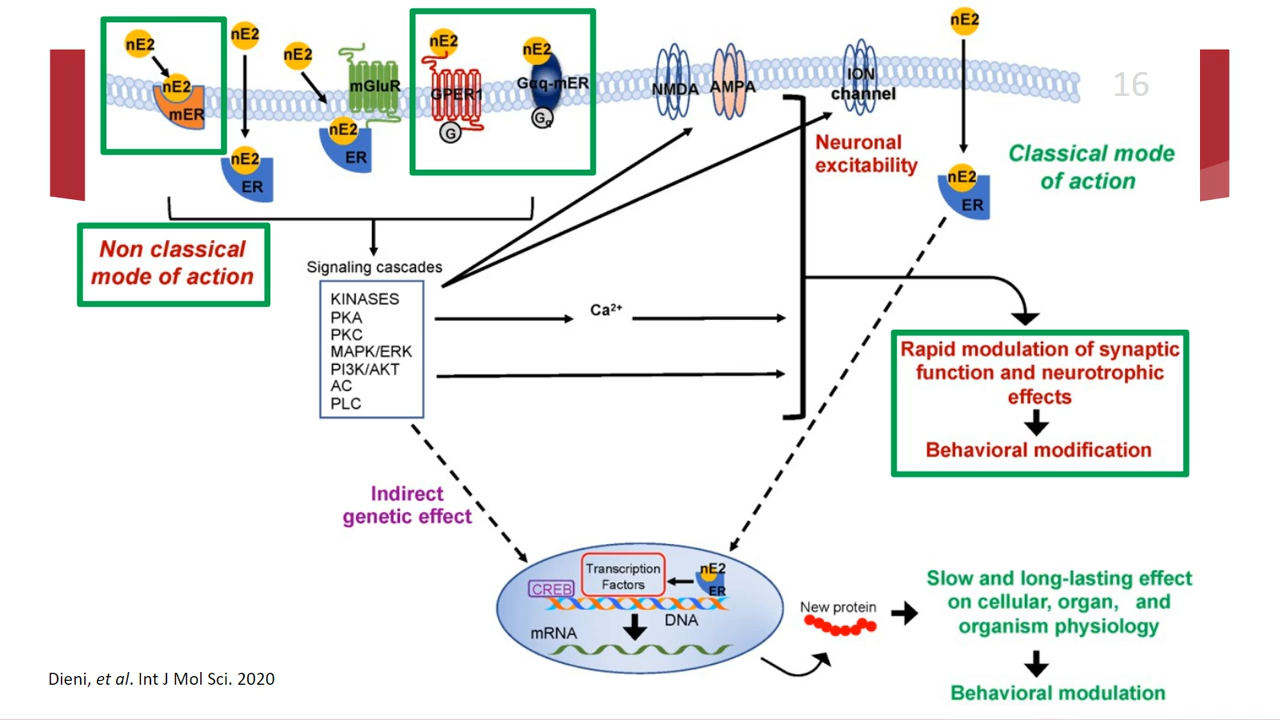 nE2
nE2
mER
nE2
nE2
ER
nE2
mGluR
nE2
ER
nE2
GPER1
G
nE2
Gαq-mER
Gq
NMDA
AMPA
ION
channel
nE2
nE2
ER
16
Neuronal
excitability
Classical mode
of action
Non classical
mode of action
Signaling cascades
KINASES
PKA
PKC
MAPK/ERK
PI3K/AKT
AC
PLC
Ca²⁺
Rapid modulation of synaptic
function and neurotrophic
effects
Behavioral modification
Indirect
genetic effect
Transcription
Factors
nE2
ER
CREB
DNA
mRNA
New protein
Slow and long-lasting effect
on cellular, organ, and
organism physiology
Behavioral modulation
Dieni, et al. Int J Mol Sci. 2020